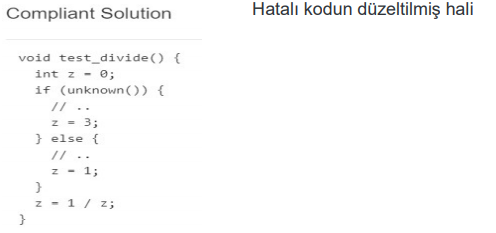 Compliant Solution
Hatalı kodun düzeltilmiş hali
void test_divide() {
  int z = 0;
  if (unknown()) {
    // ..
    z = 3;
  } else {
    // ..
    z = 1;
  }
  z = 1 / z;
}